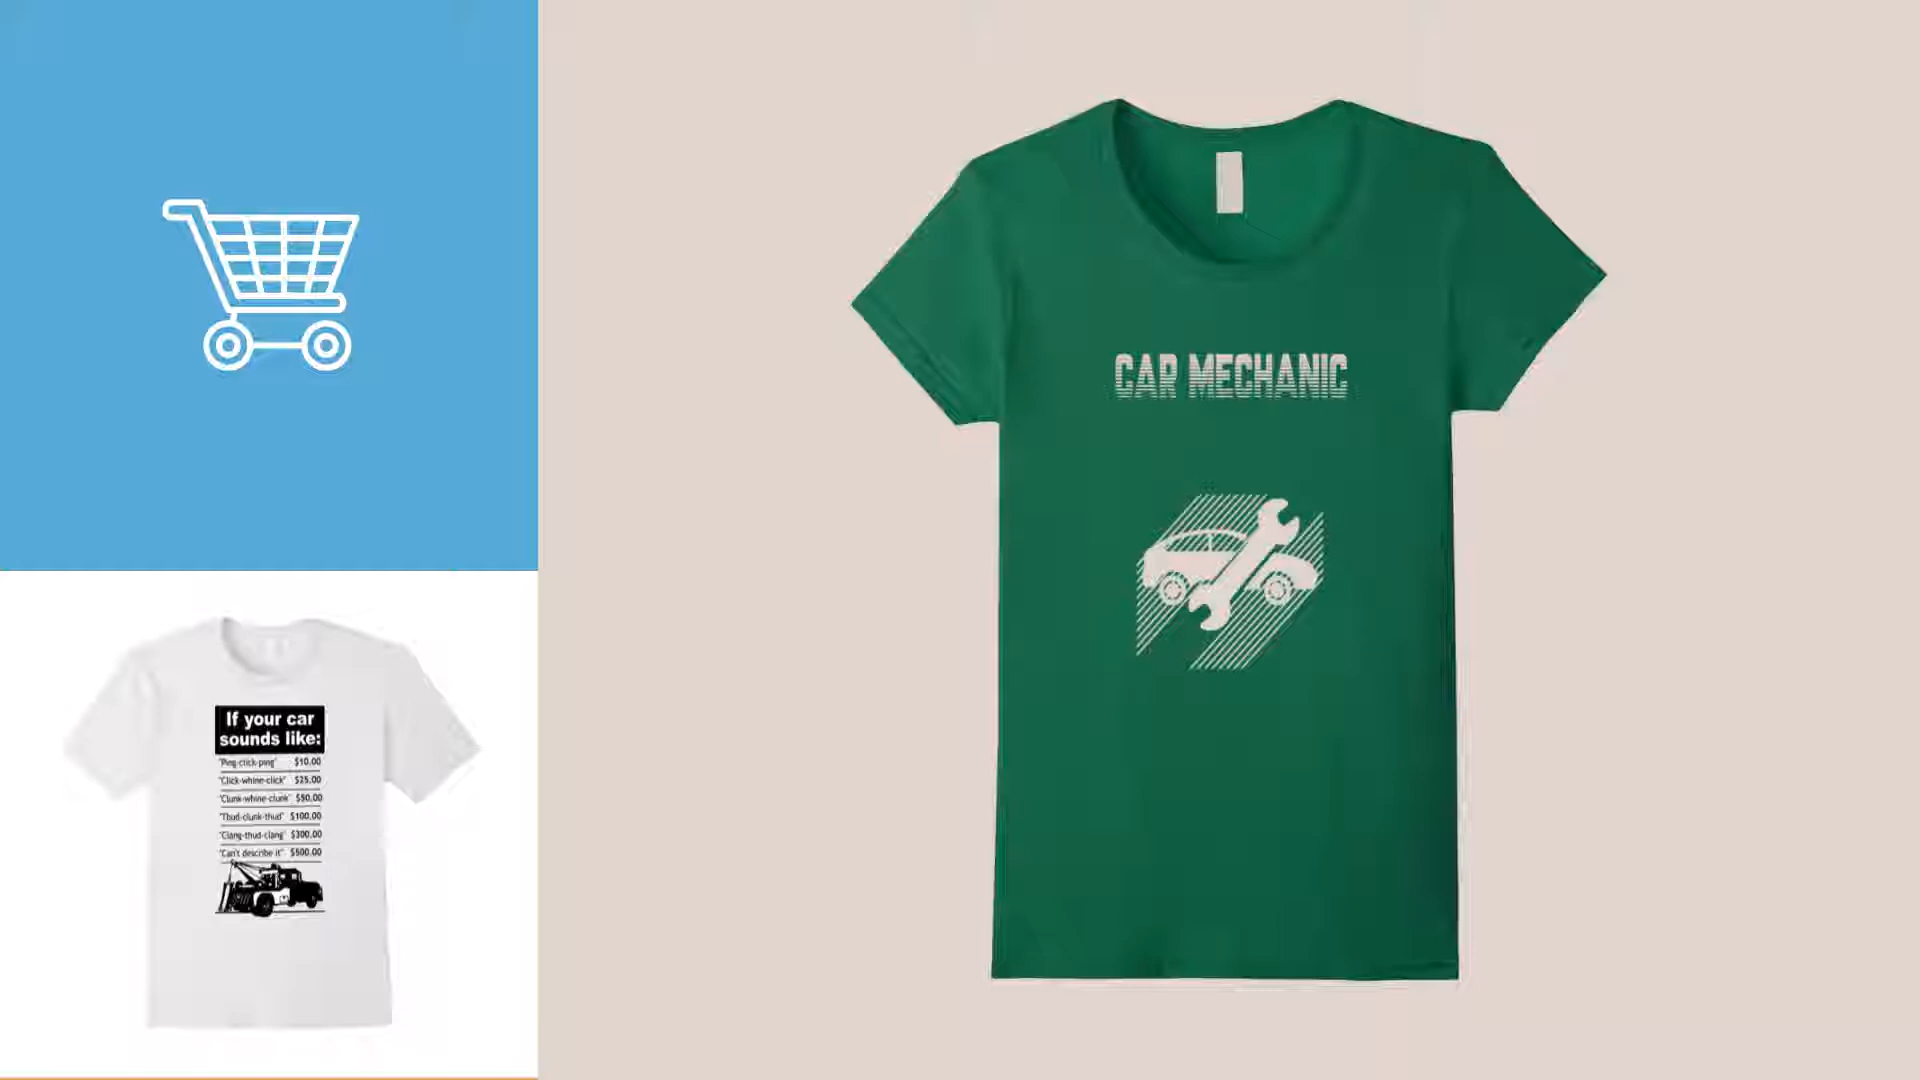 CAR MECHANIC
If your car
sounds like:
"Ping-ctick-ping" $10.00
"Click-whine-click" $25.00
"Clunk-whine-clunk" $50.00
"Thud-clunk-thud" $100.00
"Clang-thud-clang" $300.00
"Can't describe it" $500.00